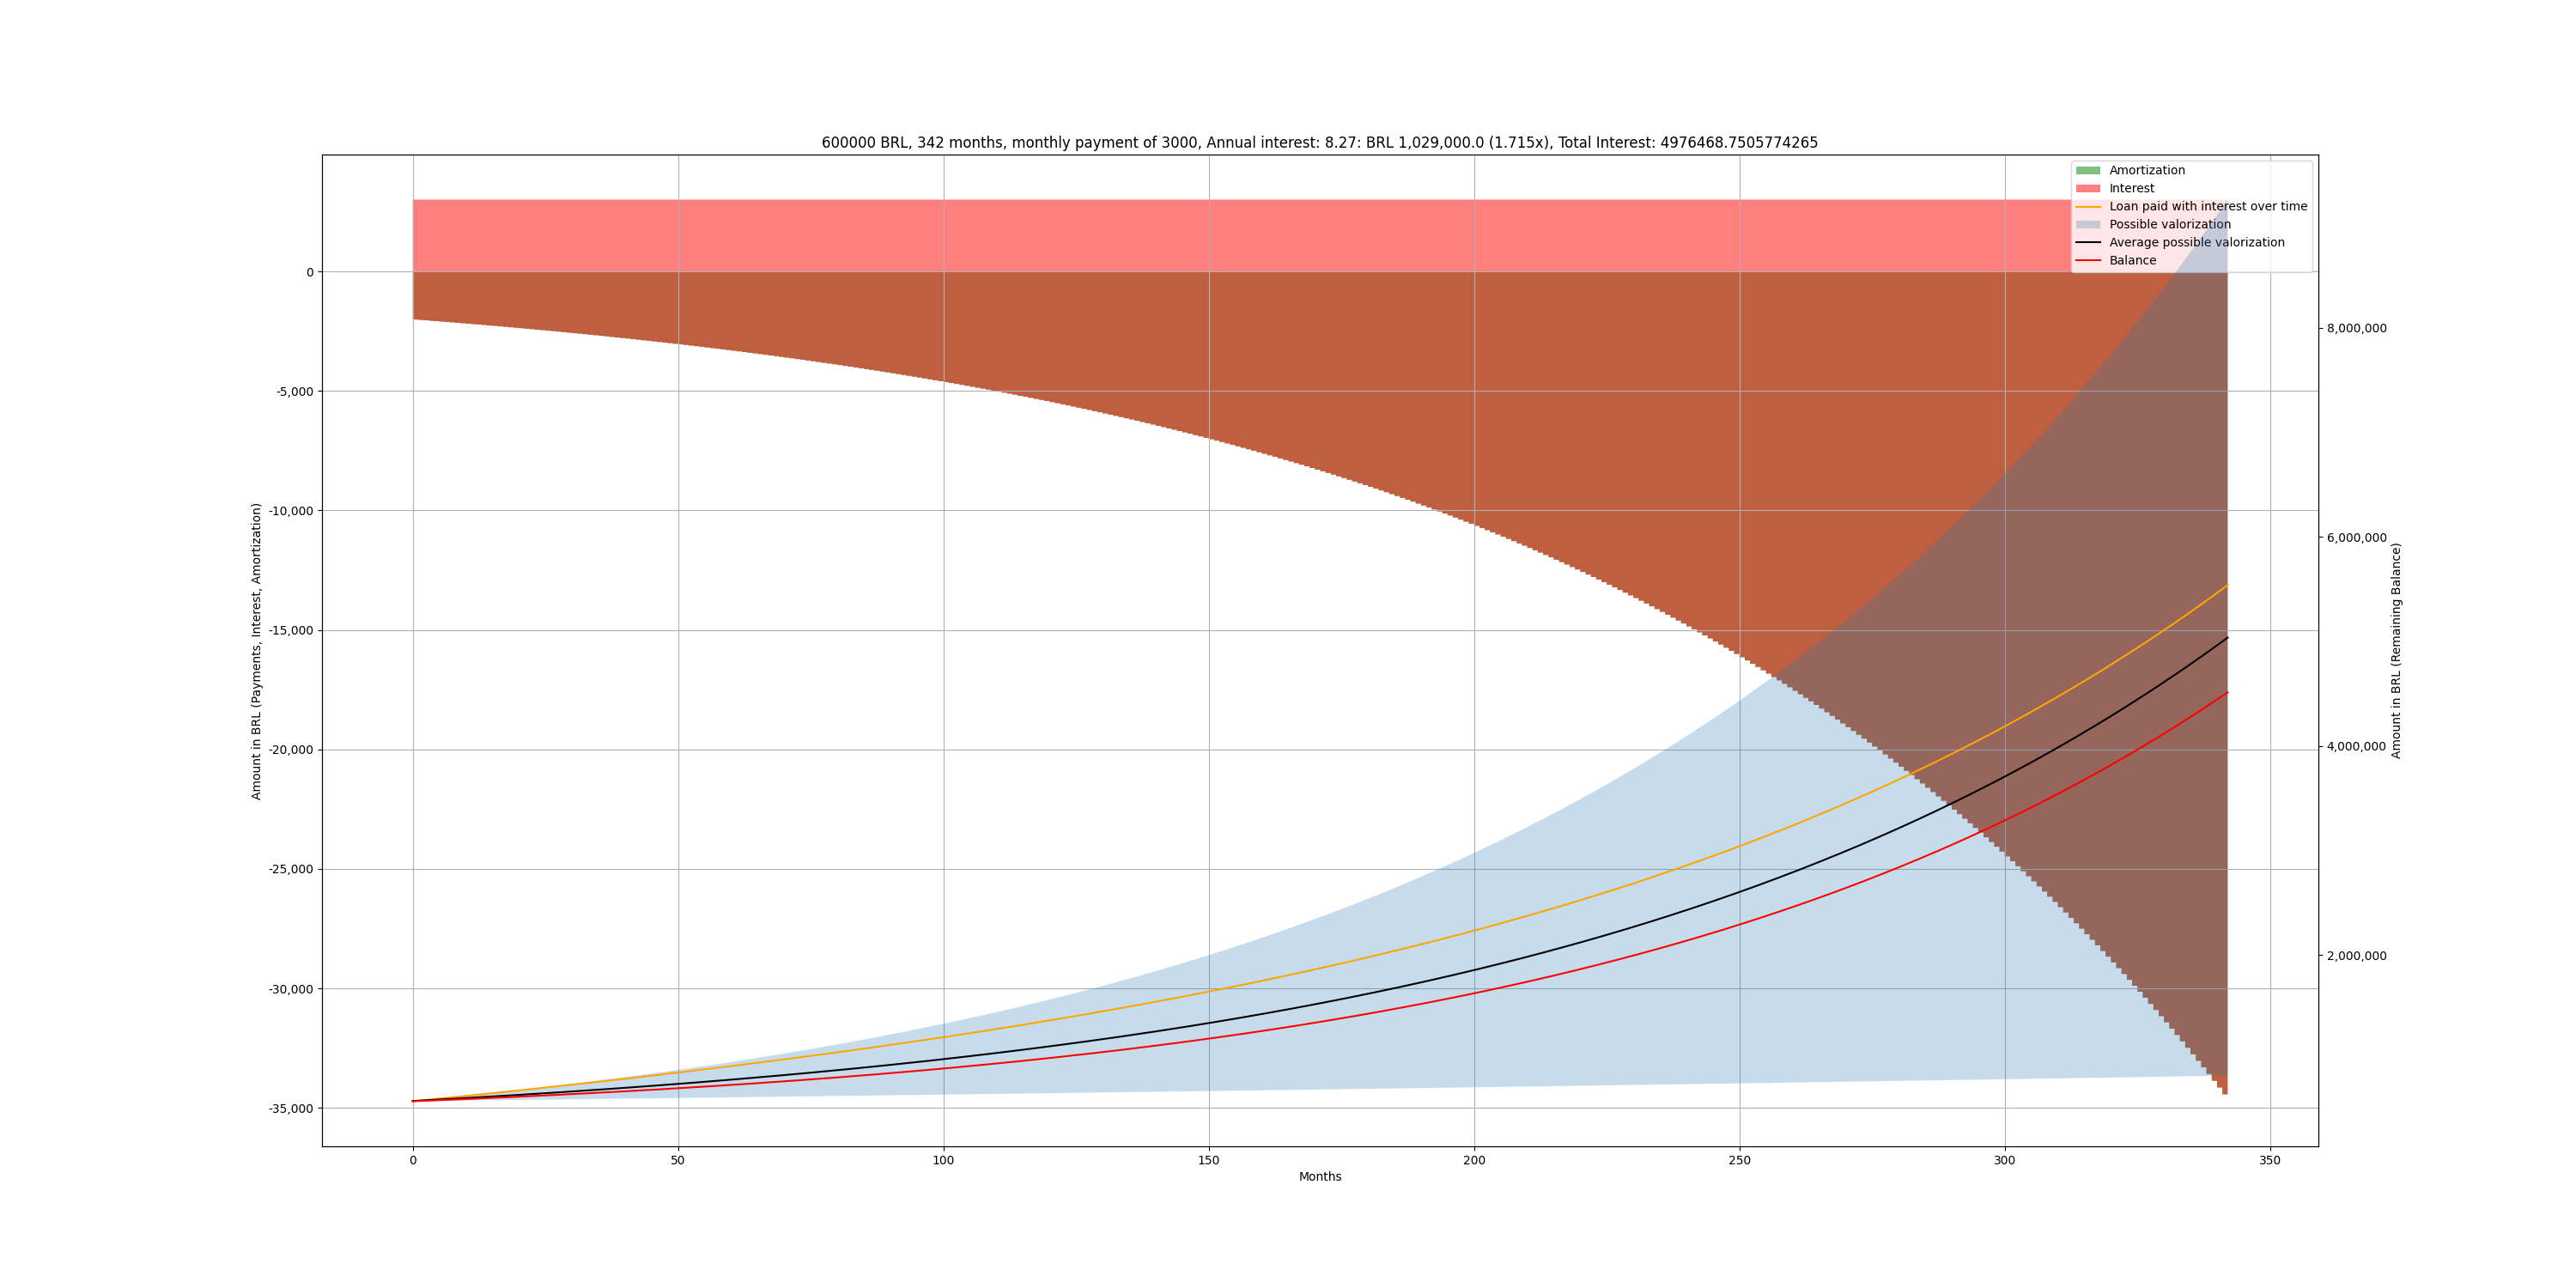 600000 BRL, 342 months, monthly payment of 3000, Annual interest: 8.27: BRL 1,029,000.0 (1.715x), Total Interest: 4976468.7505774265
Amortization
Interest
Loan paid with interest over time
Possible valorization
Average possible valorization
Balance
Amount in BRL (Payments, Interest, Amortization)
0
-5,000
-10,000
-15,000
-20,000
-25,000
-30,000
-35,000
8,000,000
6,000,000
4,000,000
2,000,000
Amount in BRL (Remaining Balance)
0 50 100 150 200 250 300 350
Months